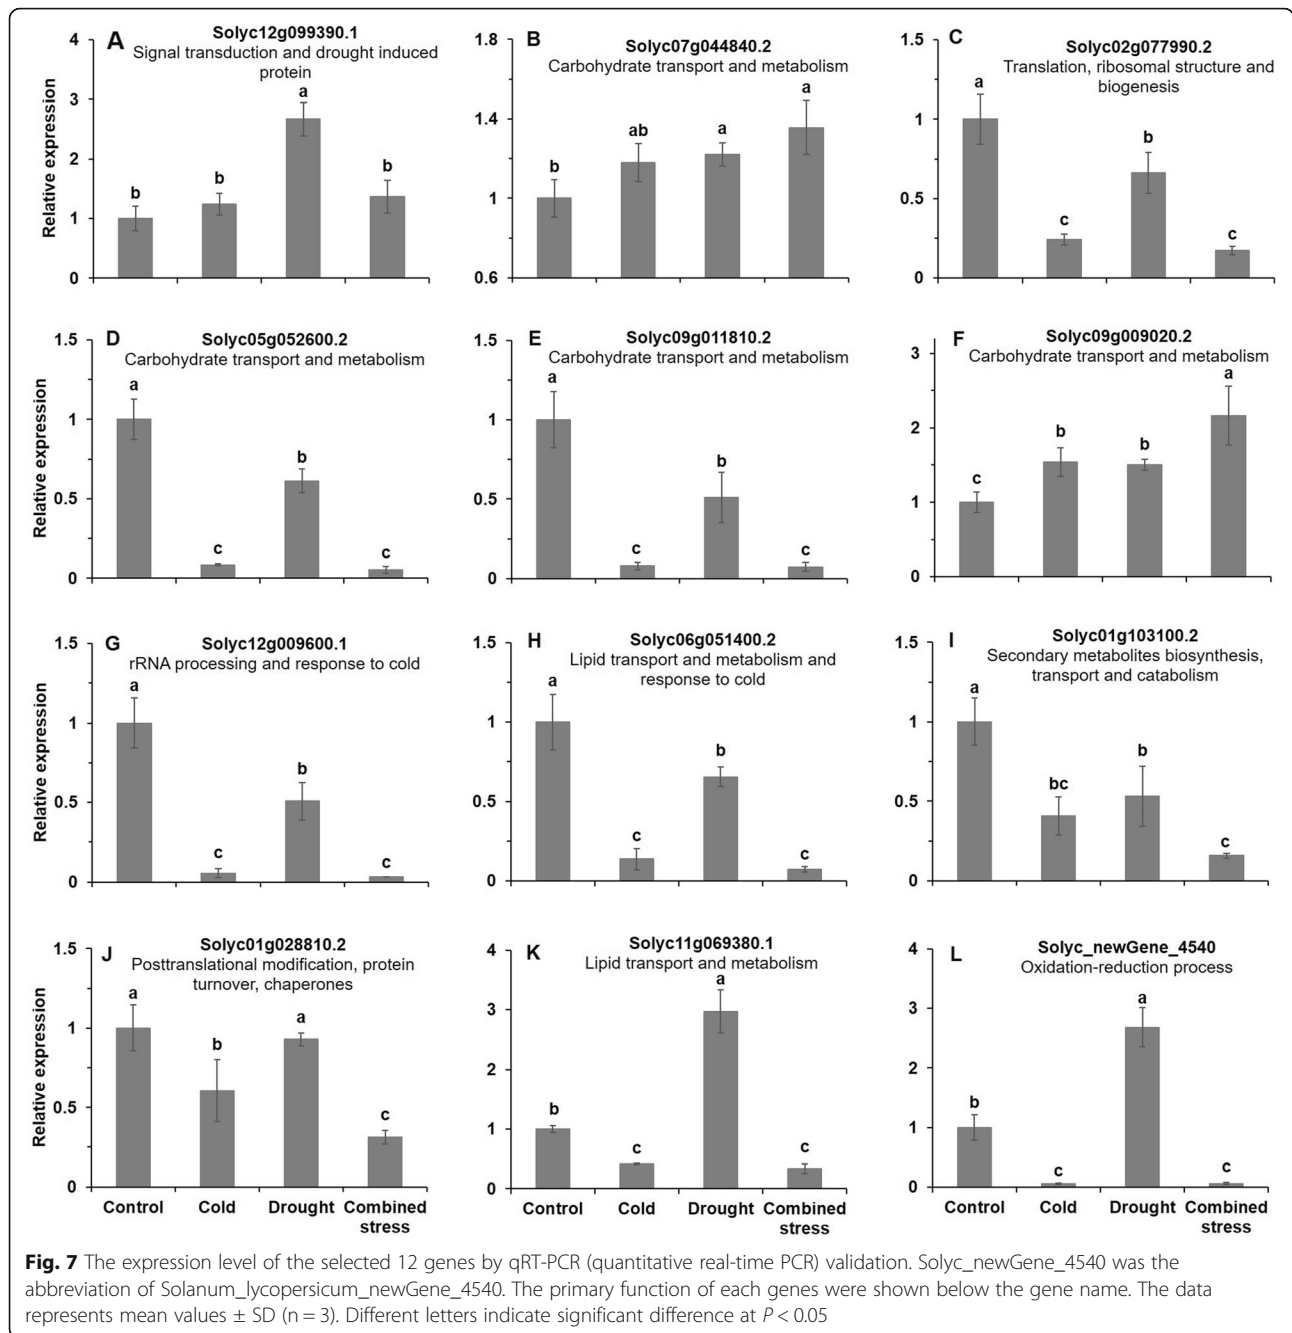 A
Solyc12g099390.1
Signal transduction and drought induced
protein
Relative expression
4
3
2
1
0
b
b
a
b
B
Solyc07g044840.2
Carbohydrate transport and metabolism
1.8
1.4
1
0.6
b
ab
a
a
C
Solyc02g077990.2
Translation, ribosomal structure and
biogenesis
1.5
1
0.5
0
a
c
b
c
D
Solyc05g052600.2
Carbohydrate transport and metabolism
Relative expression
1.5
1
0.5
0
a
c
b
c
E
Solyc09g011810.2
Carbohydrate transport and metabolism
1.5
1
0.5
0
a
c
b
c
F
Solyc09g009020.2
Carbohydrate transport and metabolism
3
2
1
0
c
b
b
a
G
Solyc12g009600.1
rRNA processing and response to cold
Relative expression
1.5
1
0.5
0
a
c
b
c
H
Solyc06g051400.2
Lipid transport and metabolism and
response to cold
1.5
1
0.5
0
a
c
b
c
I
Solyc01g103100.2
Secondary metabolites biosynthesis,
transport and catabolism
1.5
1
0.5
0
a
bc
b
c
J
Solyc01g028810.2
Posttranslational modification, protein
turnover, chaperones
Relative expression
1.5
1
0.5
0
a
b
a
c
Control Cold Drought Combined
stress
K
Solyc11g069380.1
Lipid transport and metabolism
4
3
2
1
0
b
c
a
c
Control Cold Drought Combined
stress
L
Solyc_newGene_4540
Oxidation-reduction process
4
3
2
1
0
b
c
a
c
Control Cold Drought Combined
stress
Fig. 7 The expression level of the selected 12 genes by qRT-PCR (quantitative real-time PCR) validation. Solyc_newGene_4540 was the
abbreviation of Solanum_lycopersicum_newGene_4540. The primary function of each genes were shown below the gene name. The data
represents mean values ± SD (n = 3). Different letters indicate significant difference at P < 0.05